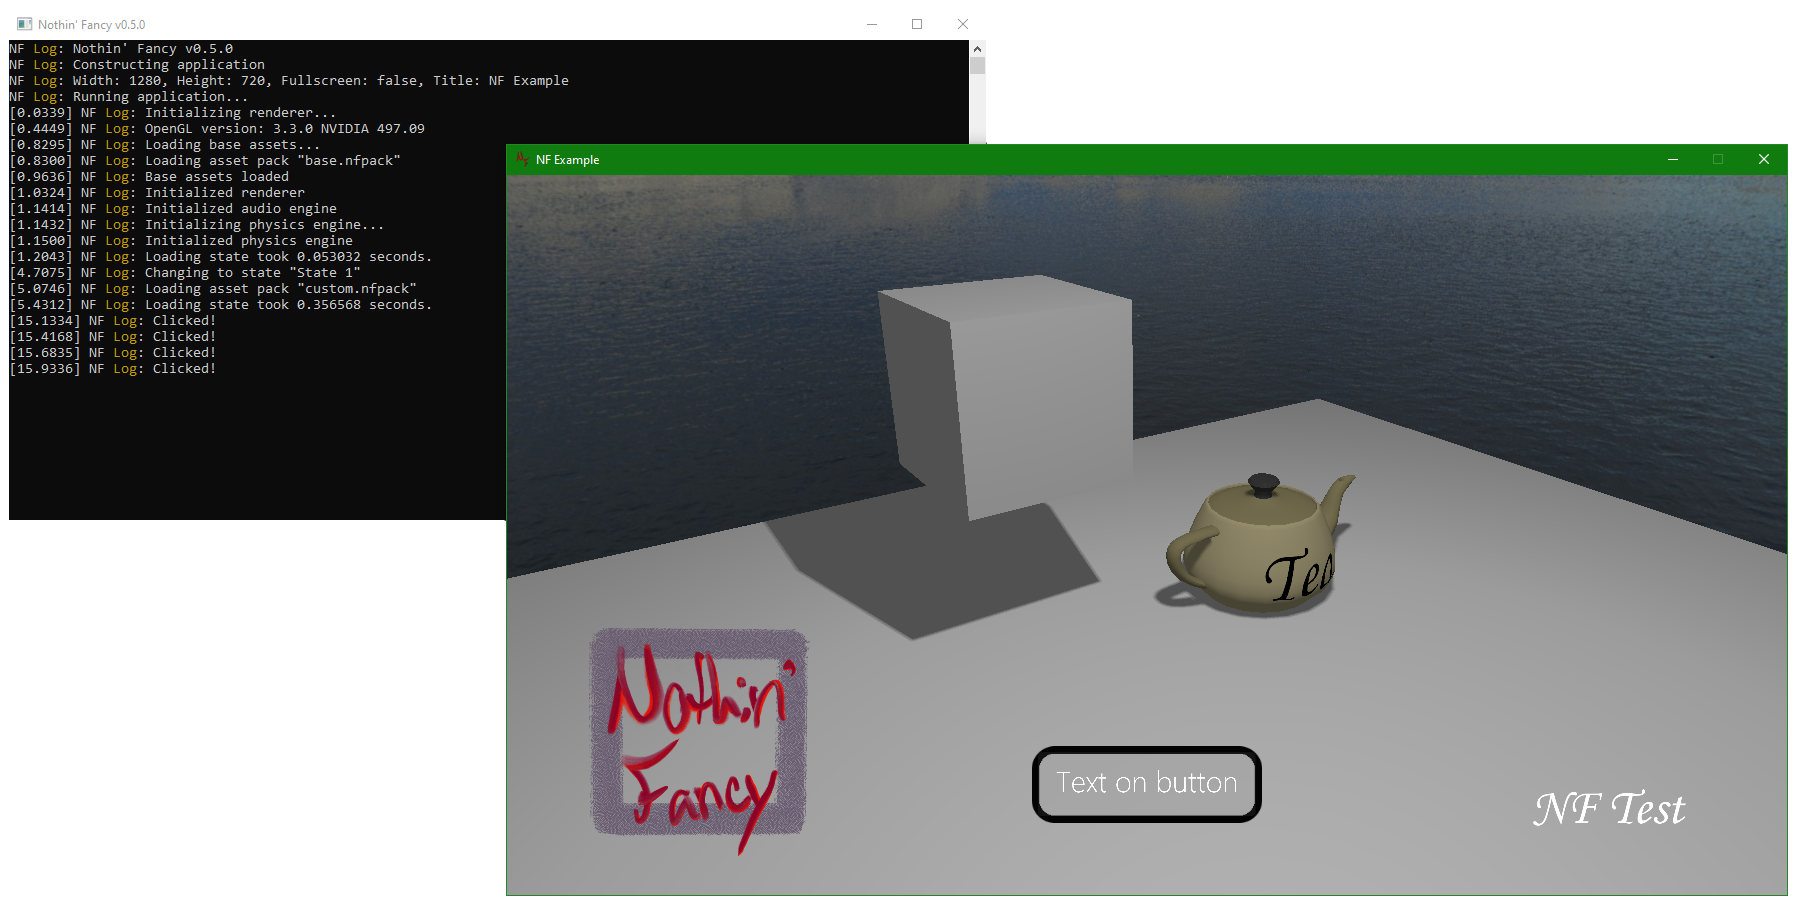 Nothin' Fancy v0.5.0
NF Log: Nothin' Fancy v0.5.0
NF Log: Constructing application
NF Log: Width: 1280, Height: 720, Fullscreen: false, Title: NF Example
NF Log: Running application...
[0.0339] NF Log: Initializing renderer...
[0.4449] NF Log: OpenGL version: 3.3.0 NVIDIA 497.09
[0.8295] NF Log: Loading base assets...
[0.8300] NF Log: Loading asset pack "base.nfpack"
[0.9636] NF Log: Base assets loaded
[1.0324] NF Log: Initialized renderer
[1.1414] NF Log: Initialized audio engine
[1.1432] NF Log: Initializing physics engine...
[1.1500] NF Log: Initialized physics engine
[1.2043] NF Log: Loading state took 0.053032 seconds.
[4.7075] NF Log: Changing to state "State 1"
[5.0746] NF Log: Loading asset pack "custom.nfpack"
[5.4312] NF Log: Loading state took 0.356568 seconds.
[15.1334] NF Log: Clicked!
[15.4168] NF Log: Clicked!
[15.6835] NF Log: Clicked!
[15.9336] NF Log: Clicked!
NF Example
Tea
Nothin'
Fancy
Text on button
NF Test